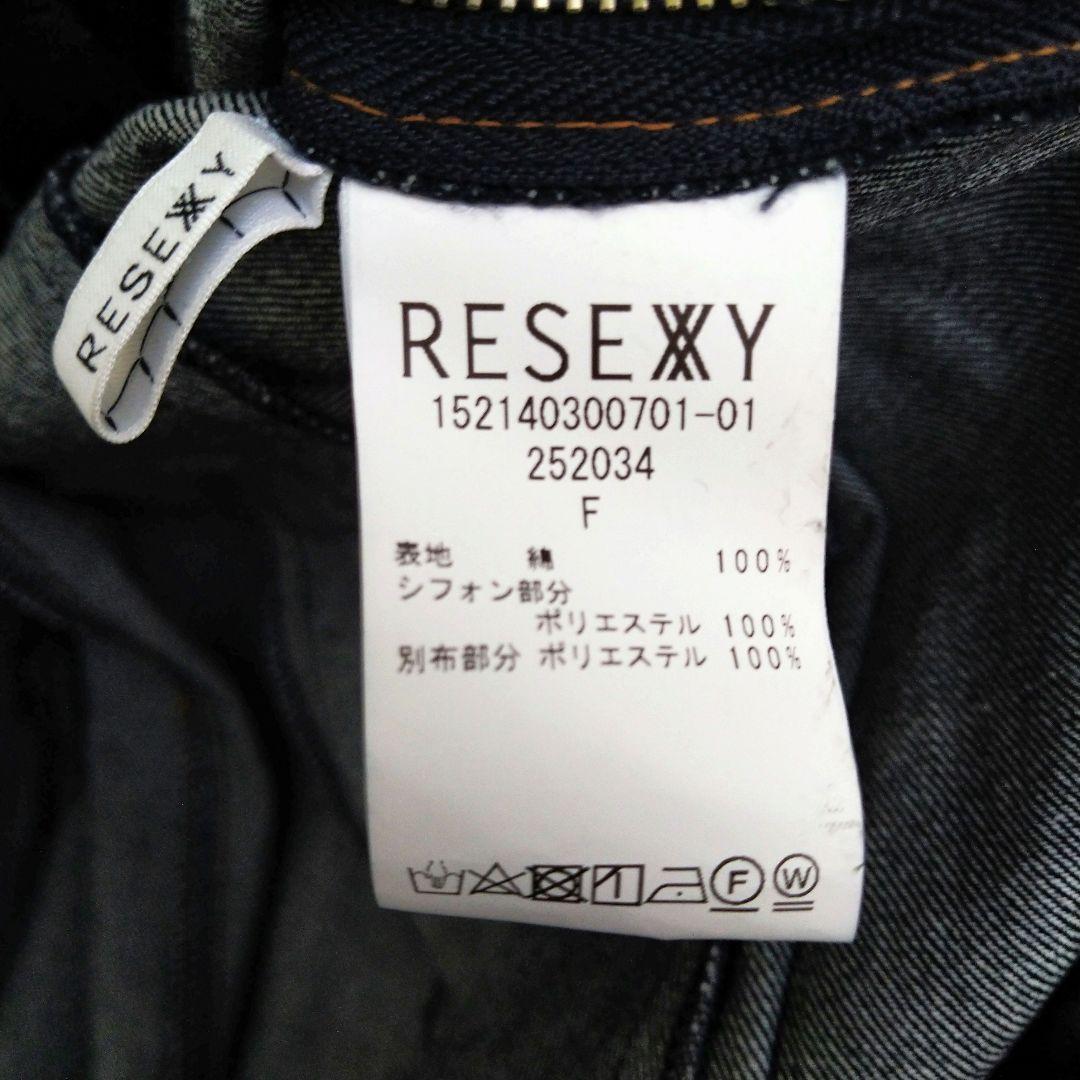 RESEXXY
RESEXXY
152140300701-01
252034
F
表地 綿 100%
シフォン部分
ポリエステル 100%
別布部分 ポリエステル 100%
F W